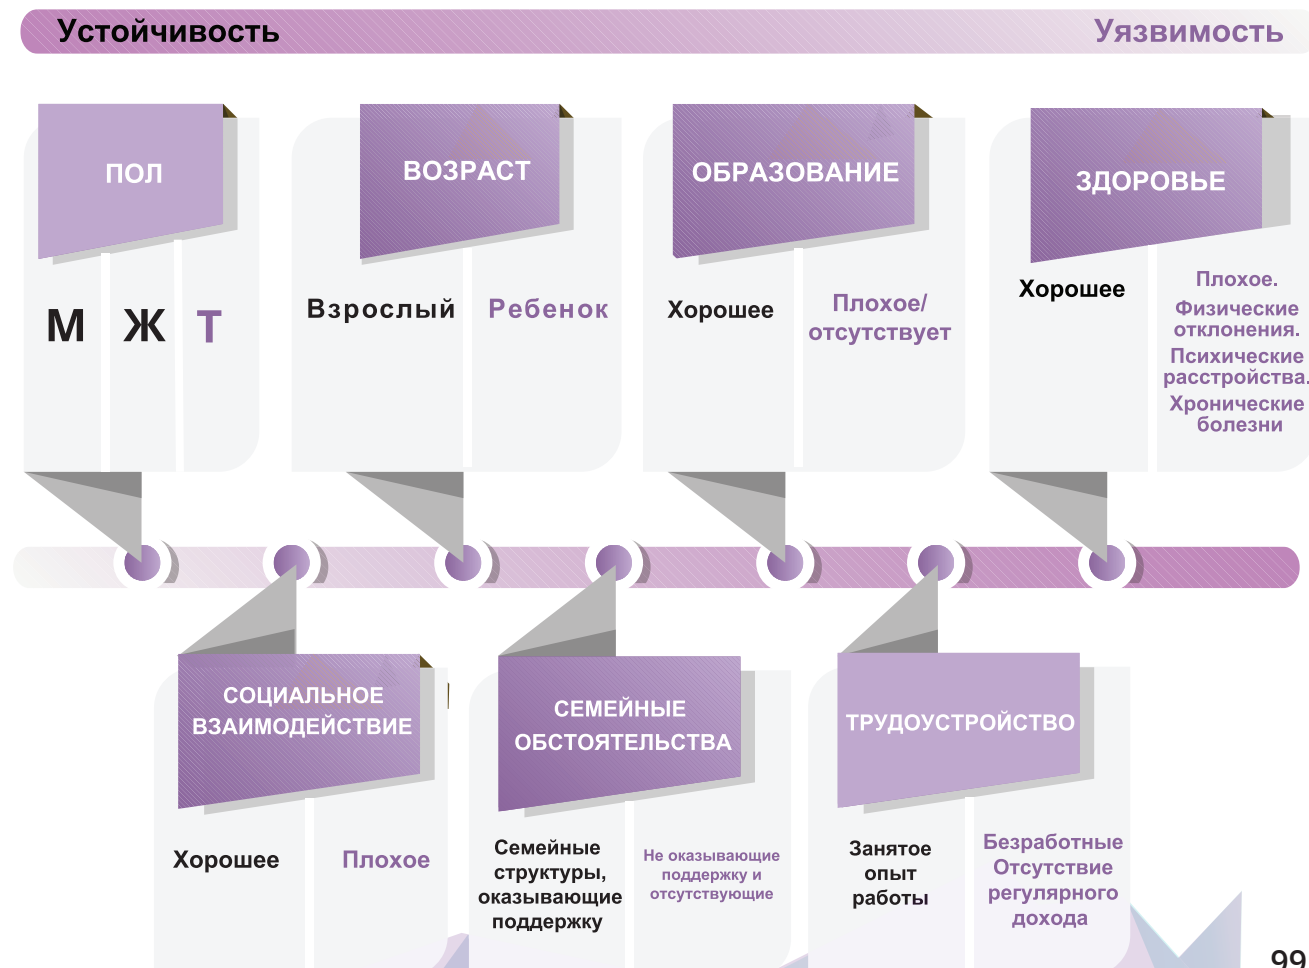 Устойчивость
Уязвимость
ПОЛ
М Ж Т
ВОЗРАСТ
Взрослый
Ребенок
ОБРАЗОВАНИЕ
Хорошее
Плохое/
отсутствует
ЗДОРОВЬЕ
Хорошее
Плохое.
Физические
отклонения.
Психические
расстройства.
Хронические
болезни
СОЦИАЛЬНОЕ
ВЗАИМОДЕЙСТВИЕ
Хорошее
Плохое
СЕМЕЙНЫЕ
ОБСТОЯТЕЛЬСТВА
Семейные
структуры,
оказывающие
поддержку
Не оказывающие
поддержку и
отсутствующие
ТРУДОУСТРОЙСТВО
Занятое
опыт
работы
Безработные
Отсутствие
регулярного
дохода
99